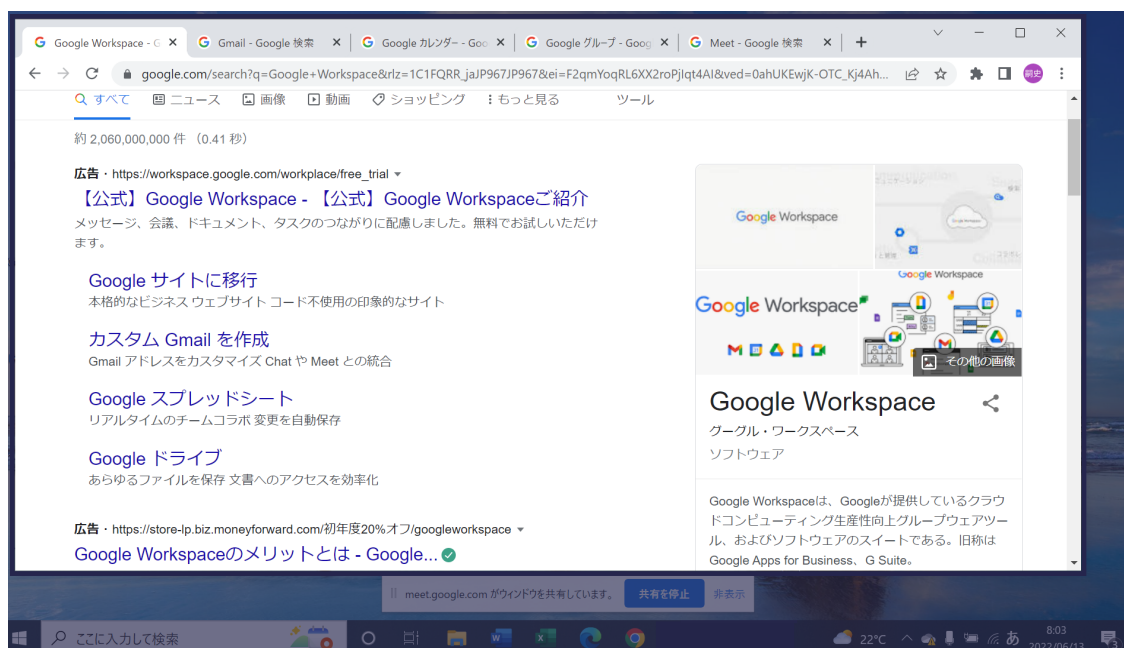 Google Workspace - G
Gmail - Google 検索
Google カレンダー - Goo
Google グループ - Goog
Meet - Google 検索
google.com/search?q=Google+Workspace&rlz=1C1FQRR_jaJP967JP967&ei=F2qmYoqRL6XX2roPjIqt4AI&ved=0ahUKEwjK-OTC_Kj4Ah...
嗣史
すべて ニュース 画像 動画 ショッピング もっと見る ツール
約 2,060,000,000 件 （0.41 秒）
広告・https://workspace.google.com/workplace/free_trial
【公式】Google Workspace - 【公式】Google Workspaceご紹介
メッセージ、会議、ドキュメント、タスクのつながりに配慮しました。無料でお試しいただけ
ます。
Google サイトに移行
本格的なビジネス ウェブサイト コード不使用の印象的なサイト
カスタム Gmail を作成
Gmail アドレスをカスタマイズ Chat や Meet との統合
Google スプレッドシート
リアルタイムのチームコラボ 変更を自動保存
Google ドライブ
あらゆるファイルを保存 文書へのアクセスを効率化
広告・https://store-lp.biz.moneyforward.com/初年度20%オフ/googleworkspace
Google Workspaceのメリットとは - Google...
Google Workspace
Google Workspace
Google Workspace
その他の画像
Google Workspace
グーグル・ワークスペース
ソフトウェア
Google Workspaceは、Googleが提供しているクラウ
ドコンピューティング生産性向上グループウェアツー
ル、およびソフトウェアのスイートである。旧称は
Google Apps for Business、G Suite。
meet.google.com がウィンドウを共有しています。
共有を停止
非表示
ここに入力して検索
22°C
あ
8:03
2022/06/13
3